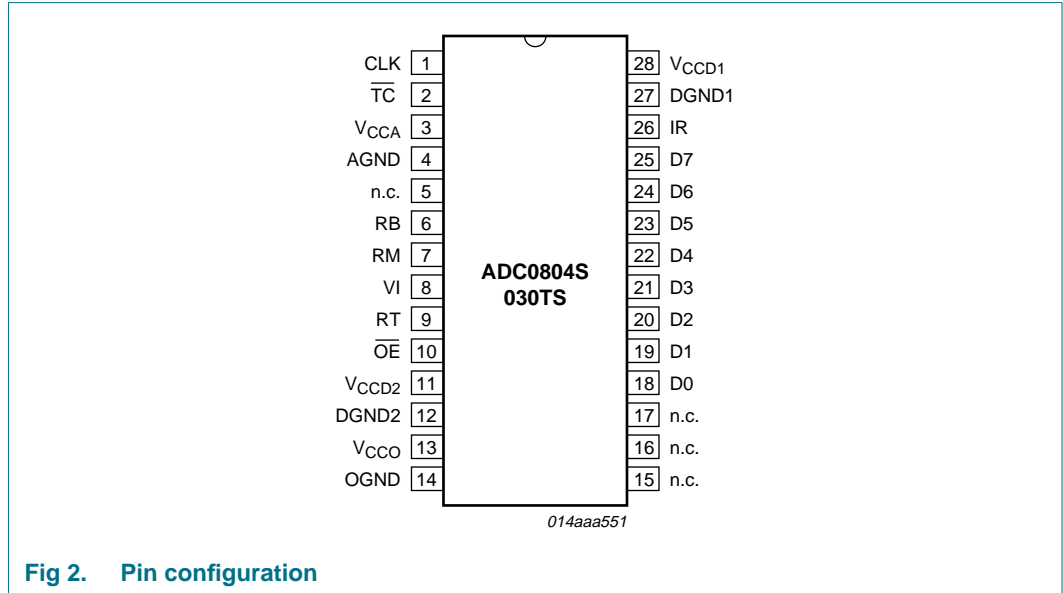 CLK 1
TC 2
VCCA 3
AGND 4
n.c. 5
RB 6
RM 7
VI 8
RT 9
OE 10
VCCD2 11
DGND2 12
VCCO 13
OGND 14
ADC0804S
030TS
28 VCCD1
27 DGND1
26 IR
25 D7
24 D6
23 D5
22 D4
21 D3
20 D2
19 D1
18 D0
17 n.c.
16 n.c.
15 n.c.
014aaa551
Fig 2. Pin configuration